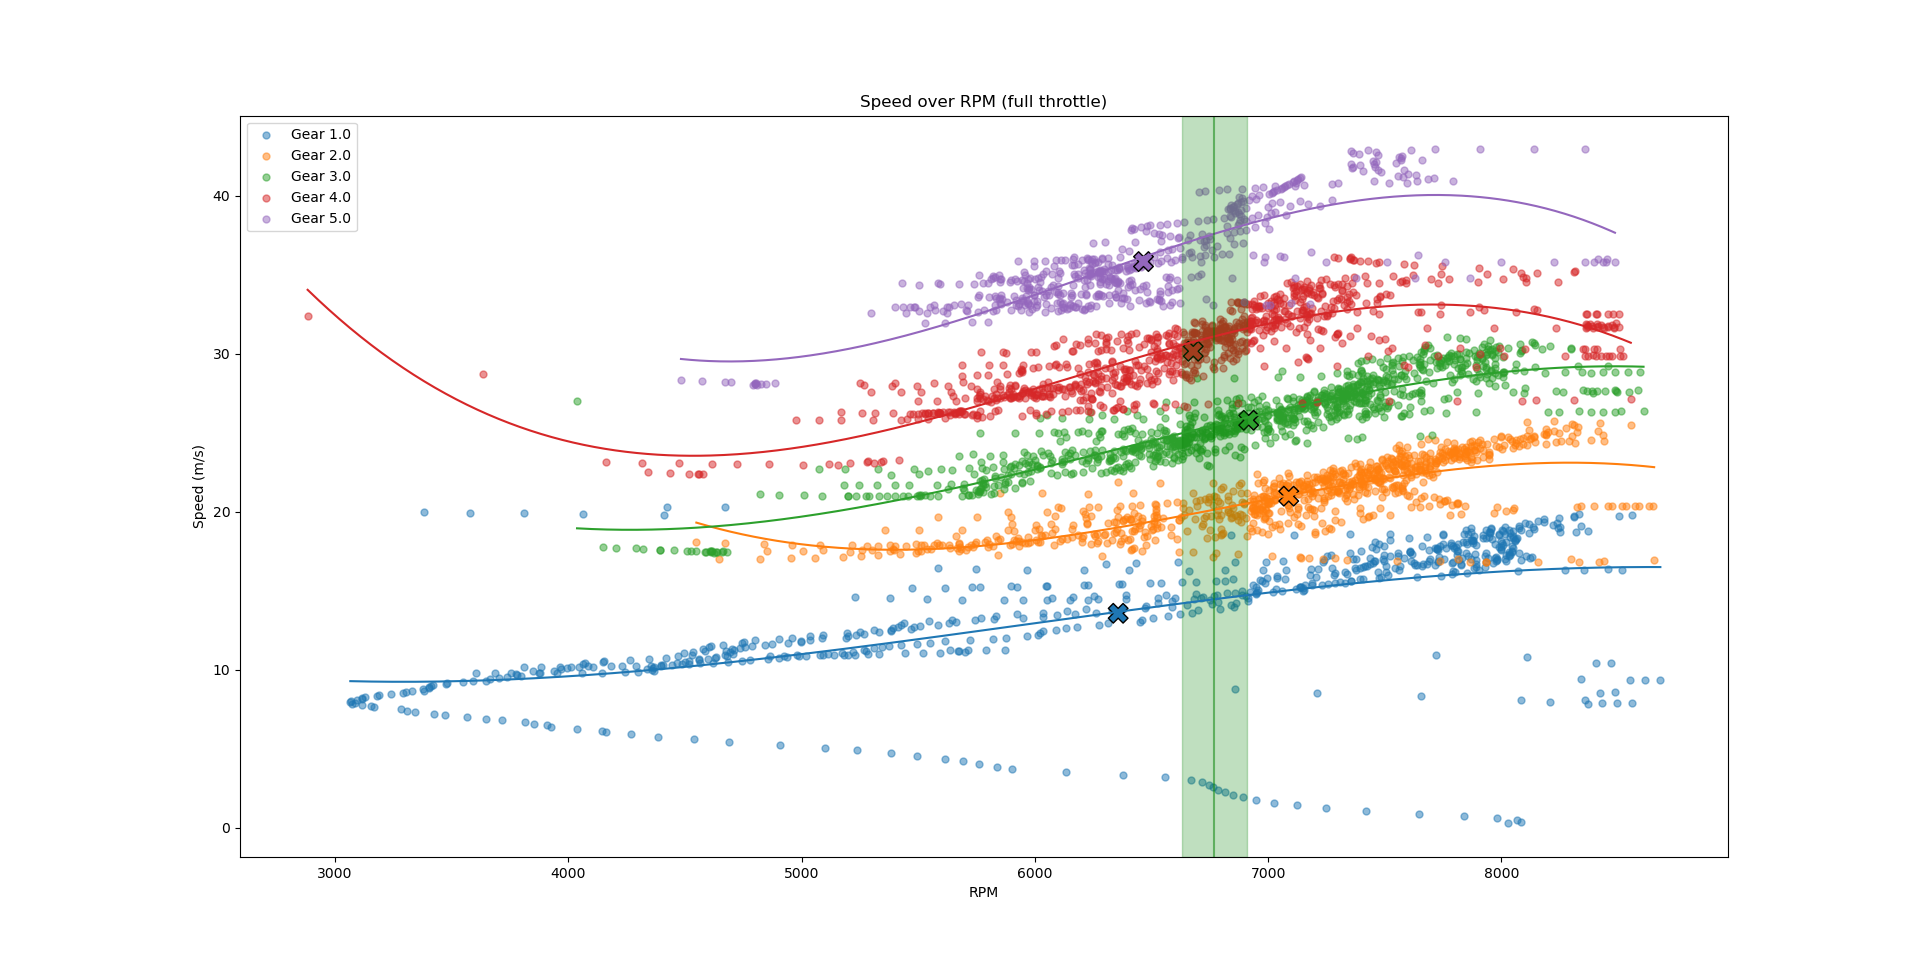 Speed over RPM (full throttle)
Gear 1.0
Gear 2.0
Gear 3.0
Gear 4.0
Gear 5.0
40
30
20
10
0
Speed (m/s)
3000 4000 5000 6000 7000 8000
RPM